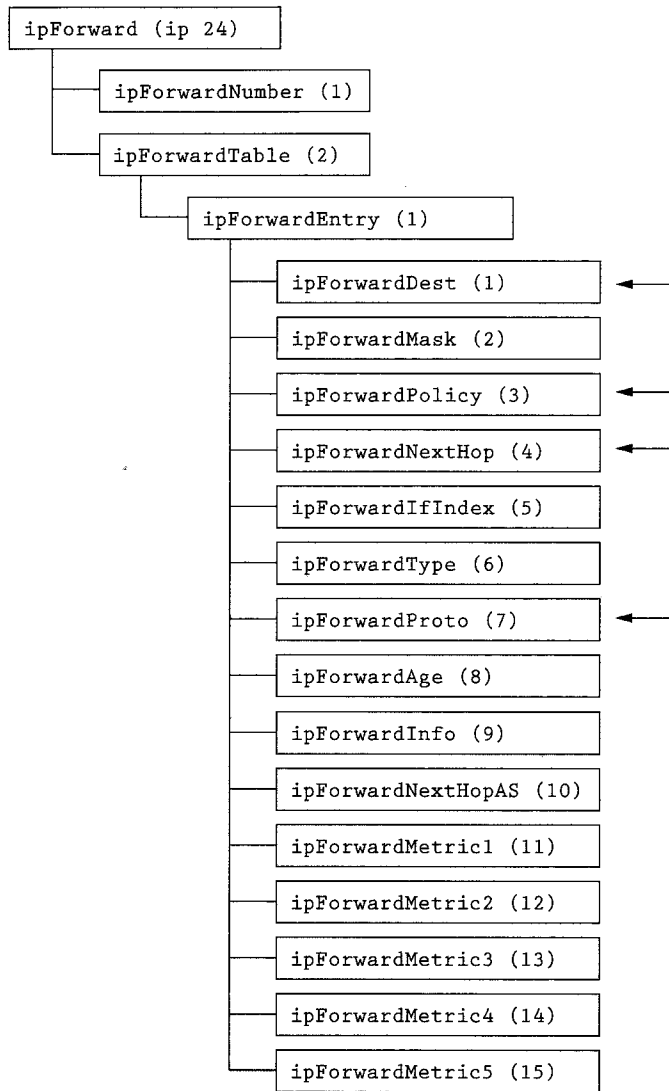 ipForward (ip 24)
ipForwardNumber (1)
ipForwardTable (2)
ipForwardEntry (1)
ipForwardDest (1)
ipForwardMask (2)
ipForwardPolicy (3)
ipForwardNextHop (4)
ipForwardIfIndex (5)
ipForwardType (6)
ipForwardProto (7)
ipForwardAge (8)
ipForwardInfo (9)
ipForwardNextHopAS (10)
ipForwardMetric1 (11)
ipForwardMetric2 (12)
ipForwardMetric3 (13)
ipForwardMetric4 (14)
ipForwardMetric5 (15)